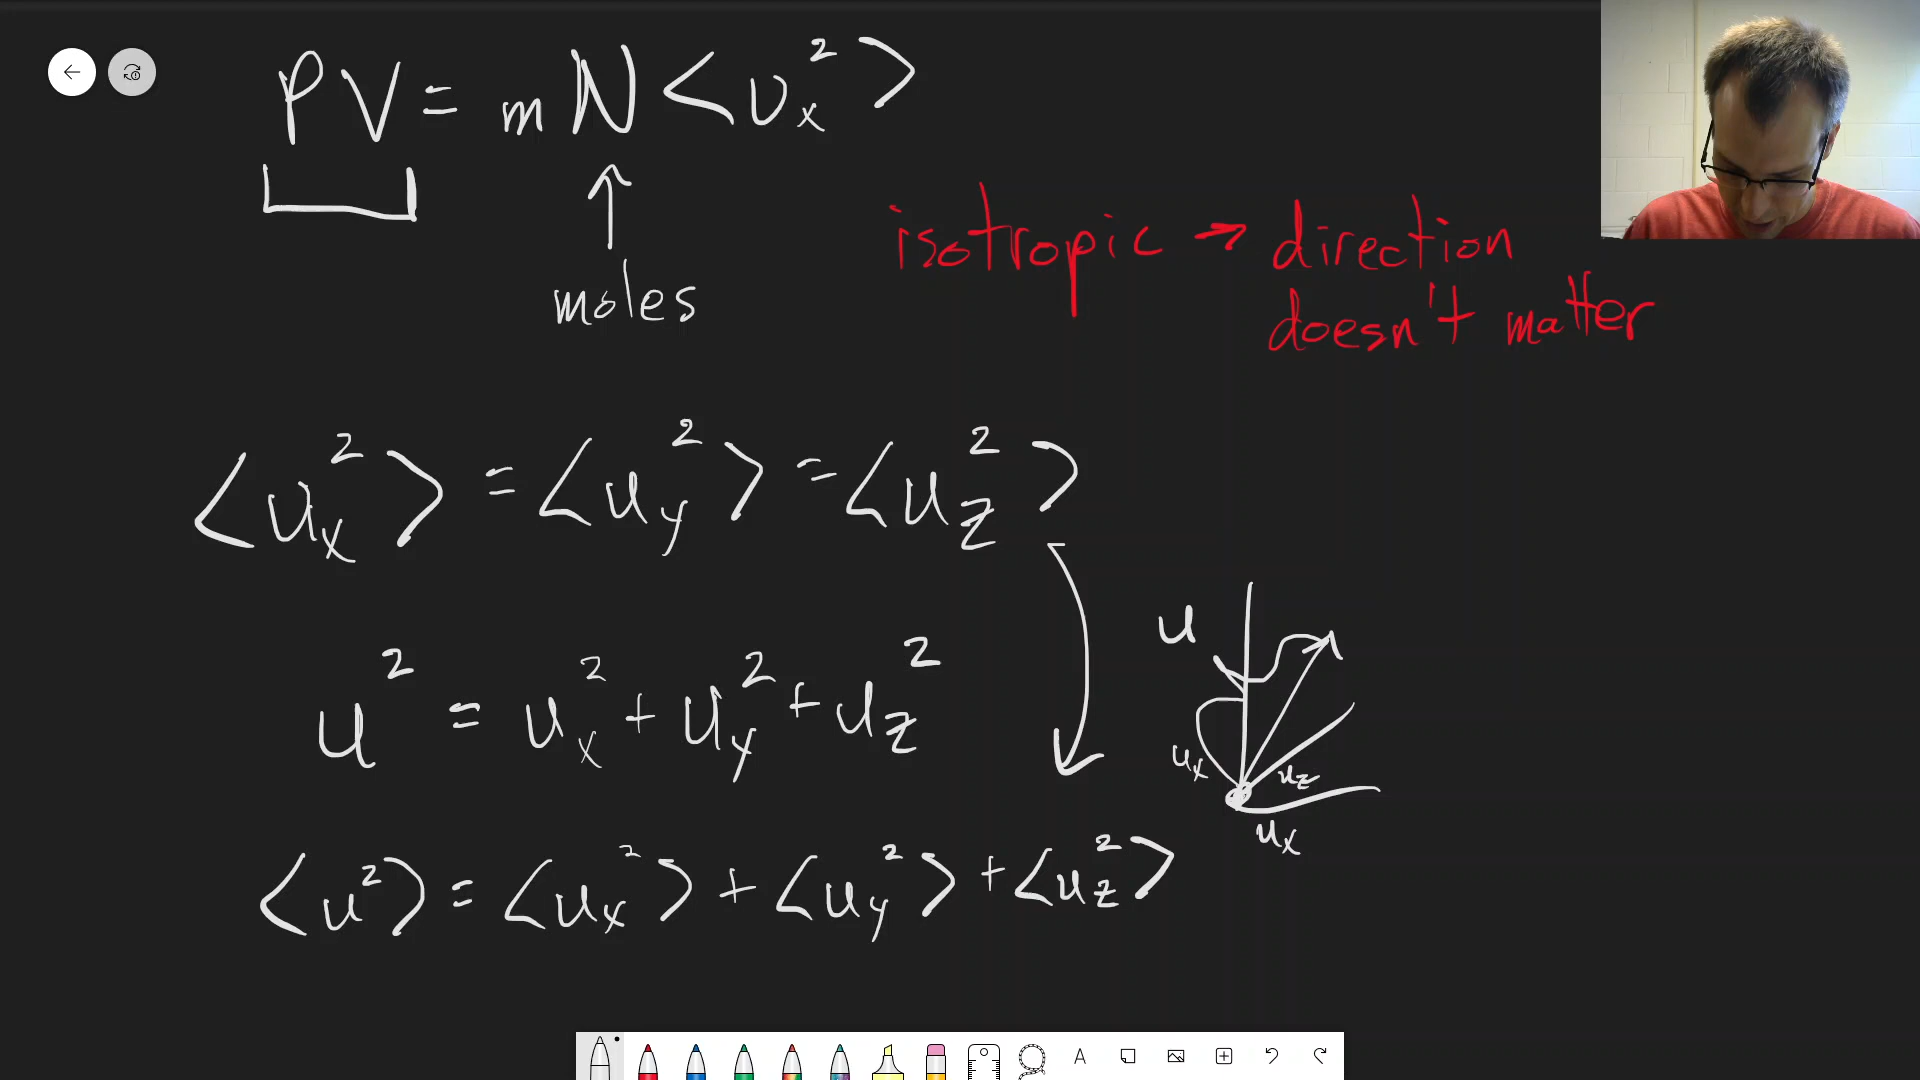 PV = mN<υₓ²>
moles
isotropic → direction
doesn't matter
<uₓ²> = <u_y²> = <u_z²>
u² = uₓ² + u_y² + u_z²
u
uₓ
u_z
uₓ
<u²> = <uₓ²> + <u_y²> + <u_z²>
A